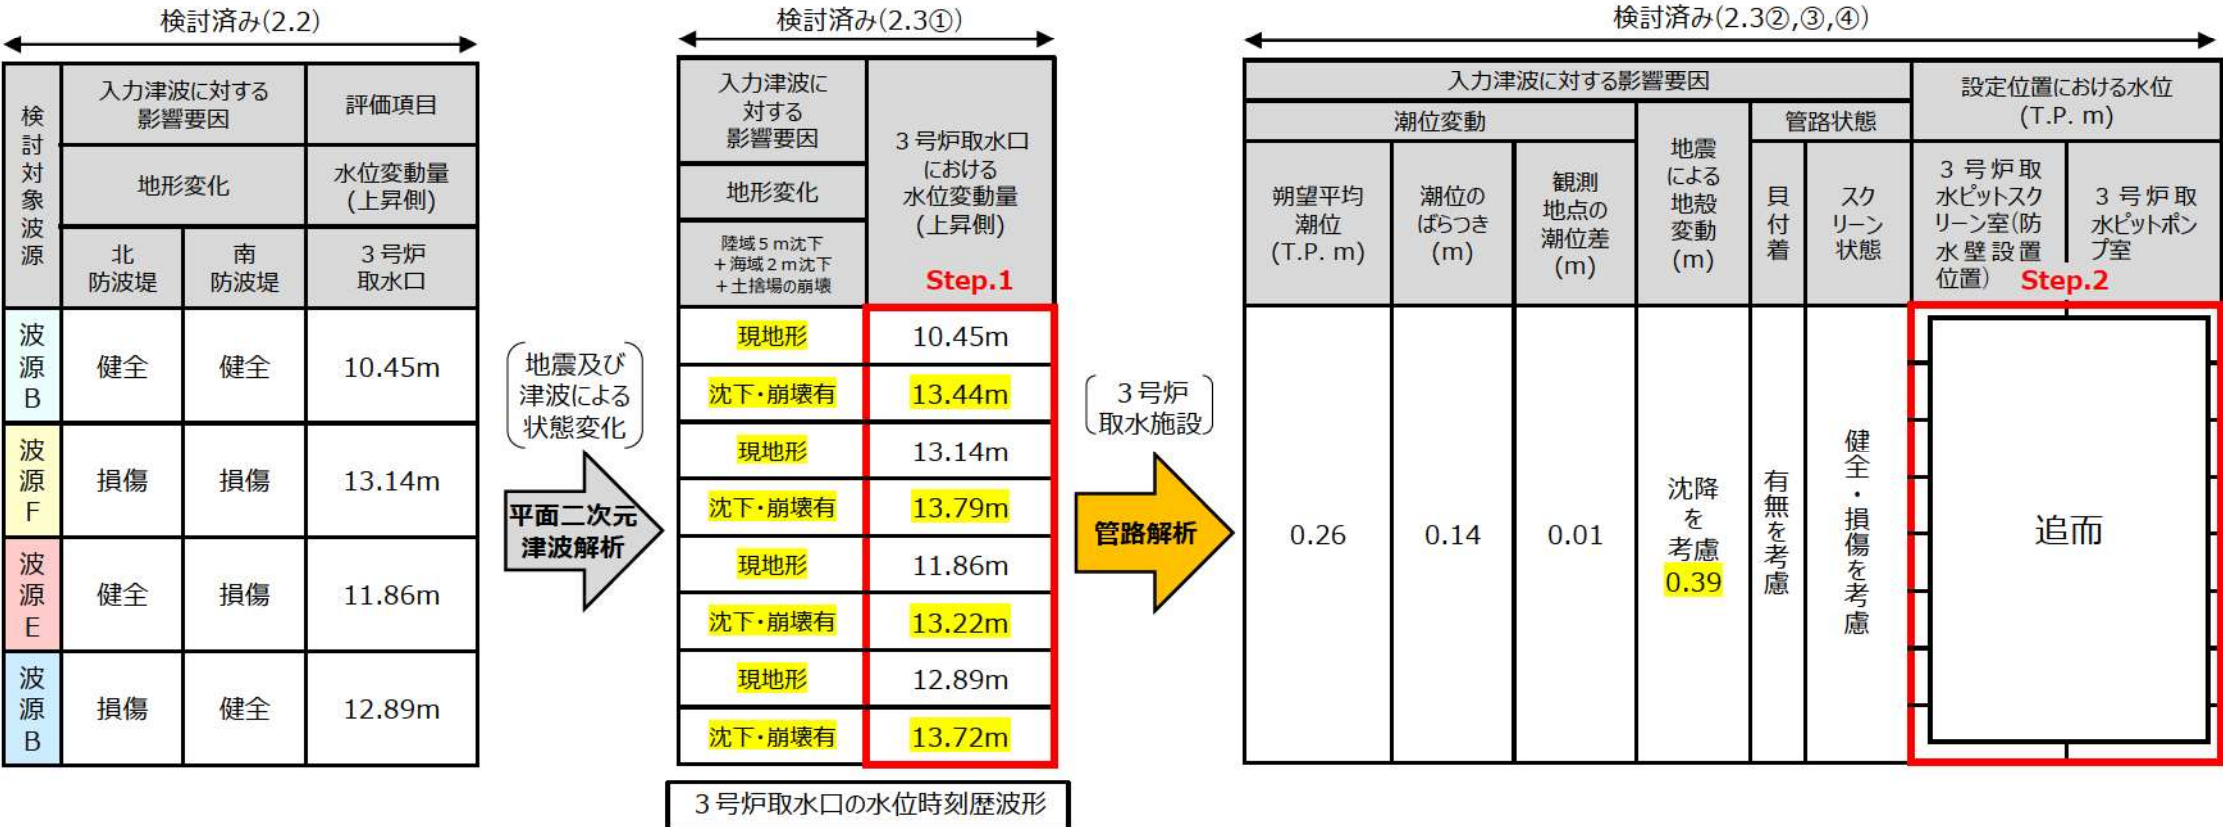 検討済み(2.2)
検討対象波源
入力津波に対する
影響要因
評価項目
地形変化
水位変動量
(上昇側)
北
防波堤
南
防波堤
3号炉
取水口
波源B
健全
健全
10.45m
波源F
損傷
損傷
13.14m
波源E
健全
損傷
11.86m
波源B
損傷
健全
12.89m
地震及び
津波による
状態変化
平面二次元
津波解析
検討済み(2.3①)
入力津波に
対する
影響要因
地形変化
陸域5m沈下
+海域2m沈下
+土捨場の崩壊
3号炉取水口
における
水位変動量
(上昇側)
Step.1
現地形
10.45m
沈下・崩壊有
13.44m
現地形
13.14m
沈下・崩壊有
13.79m
現地形
11.86m
沈下・崩壊有
13.22m
現地形
12.89m
沈下・崩壊有
13.72m
3号炉取水口の水位時刻歴波形
3号炉
取水施設
管路解析
検討済み(2.3②,③,④)
入力津波に対する影響要因
設定位置における水位
(T.P. m)
潮位変動
地震
による
地殻
変動
(m)
管路状態
朔望平均
潮位
(T.P. m)
潮位の
ばらつき
(m)
観測
地点の
潮位差
(m)
貝付着
スク
リーン
状態
3号炉取
水ピットスク
リーン室(防
水壁設置
位置)
3号炉取
水ピットポン
プ室
Step.2
0.26
0.14
0.01
沈降
を
考慮
0.39
有無を考慮
健全・損傷を考慮
追而